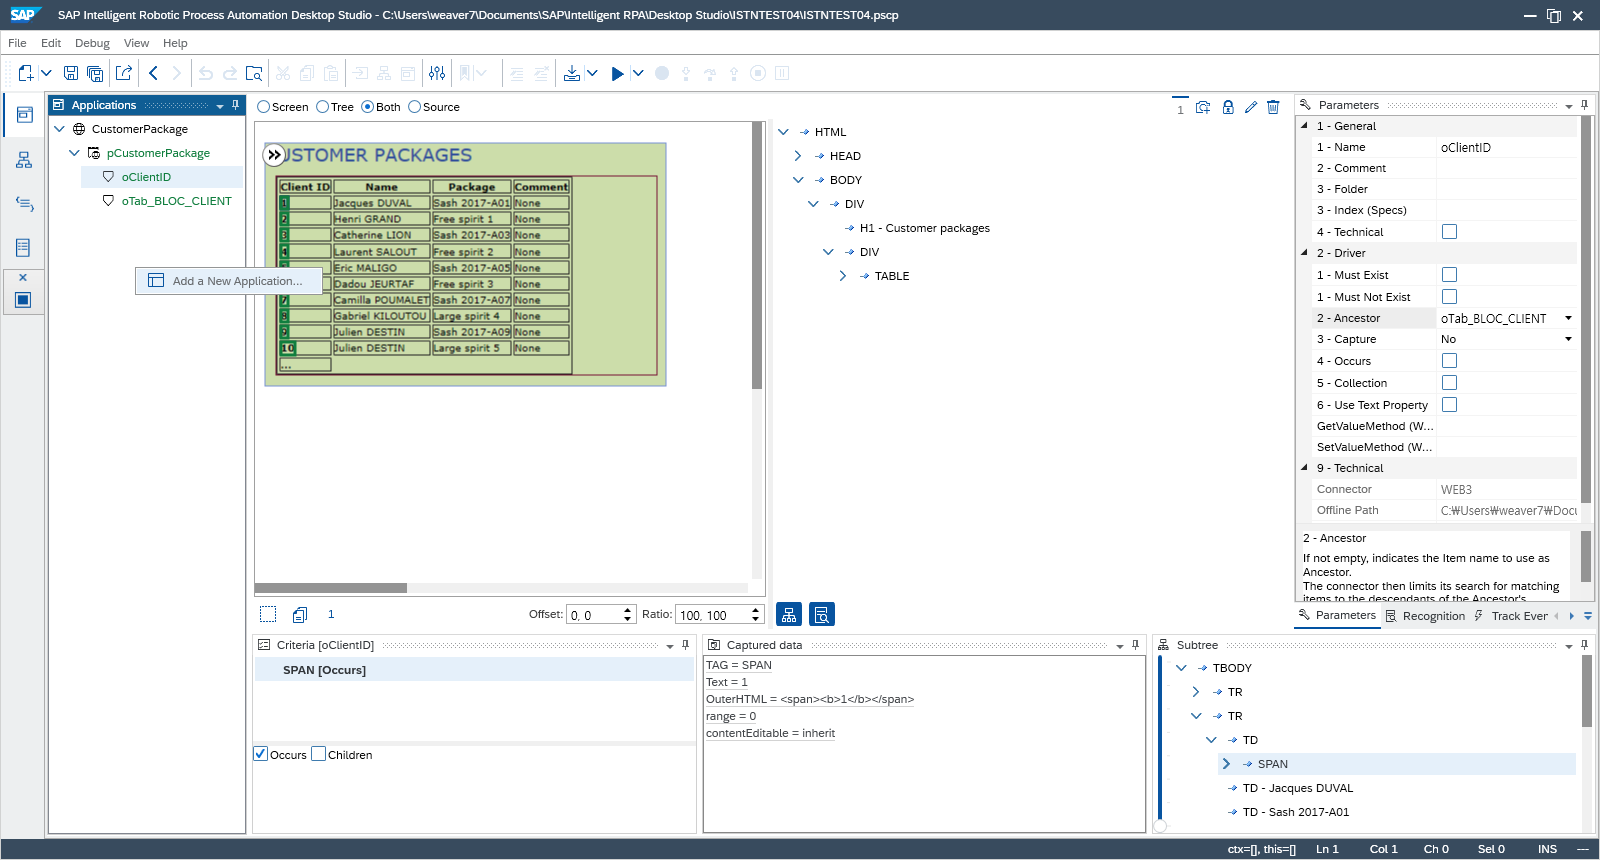 SAP SAP Intelligent Robotic Process Automation Desktop Studio - C:\Users\weaver7\Documents\SAP\Intelligent RPA\Desktop Studio\ISTNTEST04\ISTNTEST04.pscp
File Edit Debug View Help
Applications
CustomerPackage
pCustomerPackage
oClientID
oTab_BLOC_CLIENT
Add a New Application...
Screen Tree Both Source
1
USTOMER PACKAGES
Client ID Name Package Comment
1 Jacques DUVAL Sash 2017-A01 None
2 Henri GRAND Free spirit 1 None
3 Catherine LION Sash 2017-A03 None
4 Laurent SALOUT Free spirit 2 None
Eric MALIGO Sash 2017-A05 None
Dadou JEURTAF Free spirit 3 None
7 Camilla POUMALET Sash 2017-A07 None
8 Gabriel KILOUTOU Large spirit 4 None
9 Julien DESTIN Sash 2017-A09 None
10 Julien DESTIN Large spirit 5 None
...
1 Offset: 0, 0 Ratio: 100, 100
HTML
HEAD
BODY
DIV
H1 - Customer packages
DIV
TABLE
Parameters
1 - General
1 - Name oClientID
2 - Comment
3 - Folder
3 - Index (Specs)
4 - Technical
2 - Driver
1 - Must Exist
1 - Must Not Exist
2 - Ancestor oTab_BLOC_CLIENT
3 - Capture No
4 - Occurs
5 - Collection
6 - Use Text Property
GetValueMethod (W...
SetValueMethod (W...
9 - Technical
Connector WEB3
Offline Path C:₩Users₩weaver7₩Docu
2 - Ancestor
If not empty, indicates the Item name to use as
Ancestor.
The connector then limits its search for matching
items to the descendants of the Ancestor's
Parameters Recognition Track Ever
Criteria [oClientID]
SPAN [Occurs]
Occurs Children
Captured data
TAG = SPAN
Text = 1
OuterHTML = <span><b>1</b></span>
range = 0
contentEditable = inherit
Subtree
TBODY
TR
TR
TD
SPAN
TD - Jacques DUVAL
TD - Sash 2017-A01
ctx=[], this=[] Ln 1 Col 1 Ch 0 Sel 0 INS ---